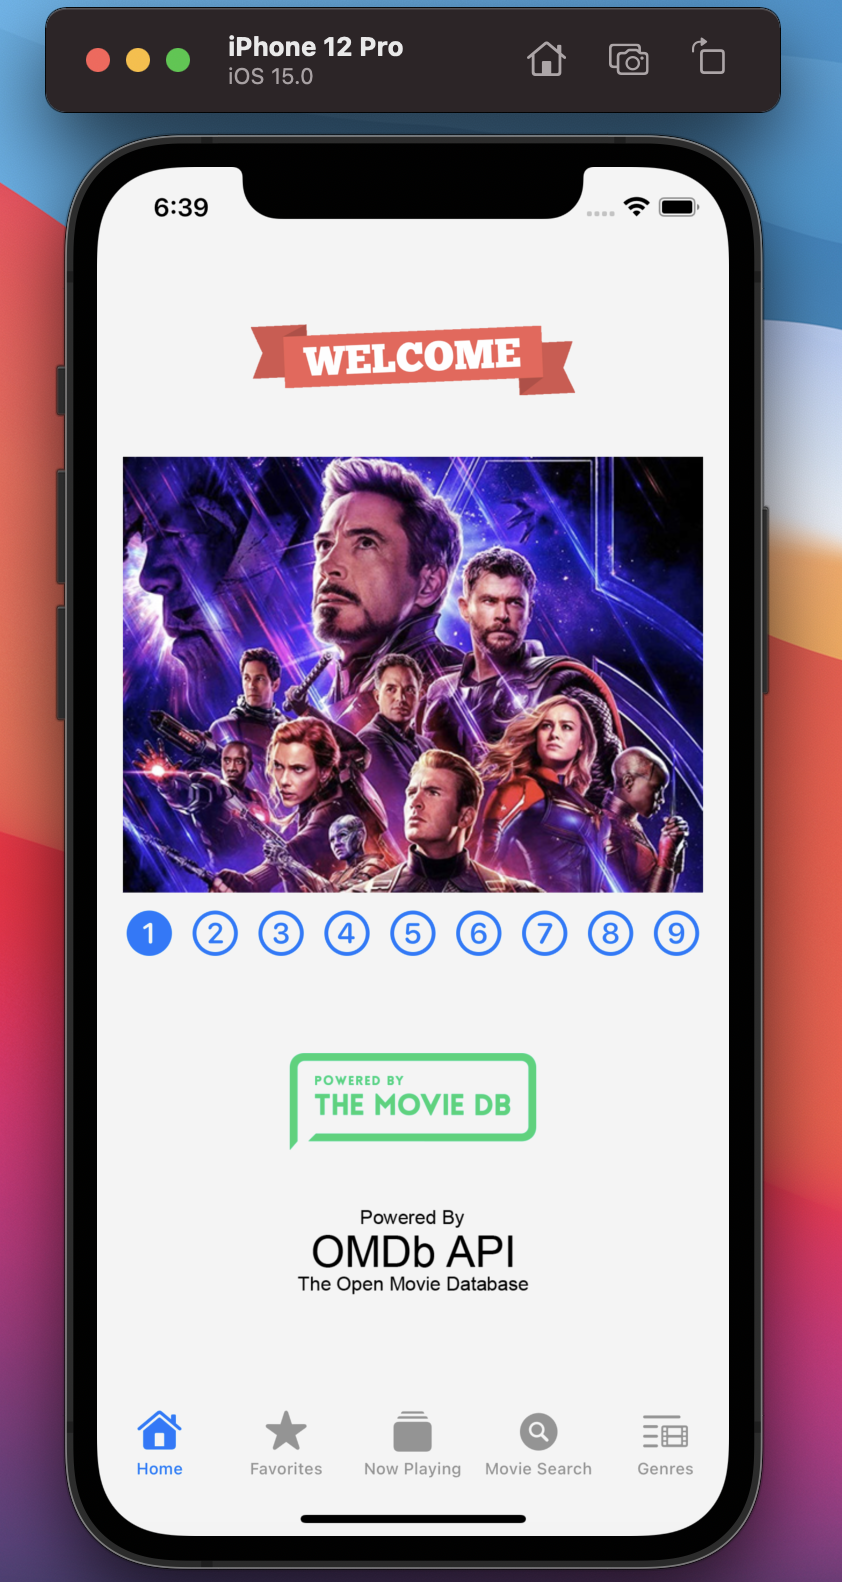 iPhone 12 Pro
iOS 15.0
6:39
WELCOME
1 2 3 4 5 6 7 8 9
POWERED BY
THE MOVIE DB
Powered By
OMDb API
The Open Movie Database
Home Favorites Now Playing Movie Search Genres